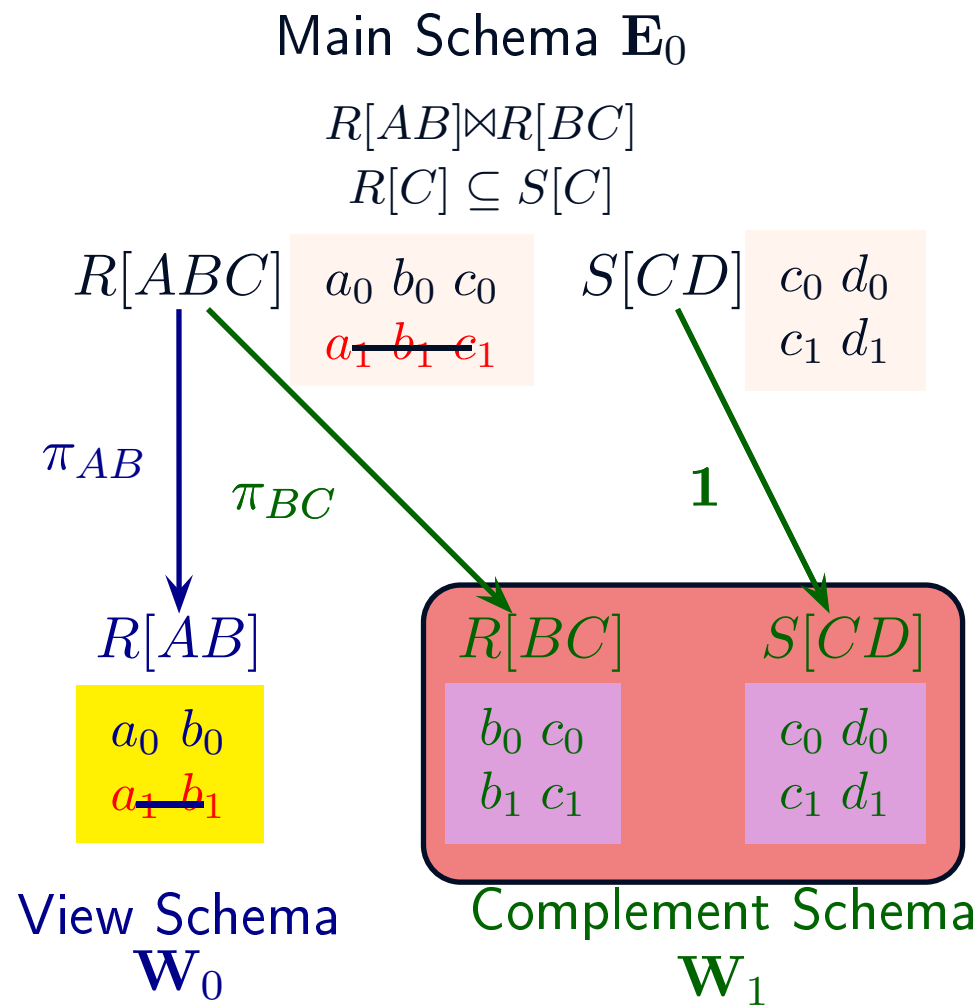 Main Schema E₀
R[AB]⋈R[BC]
R[C] ⊆ S[C]
R[ABC]
a₀ b₀ c₀
a₁ b₁ c₁
S[CD]
c₀ d₀
c₁ d₁
π_AB
π_BC
1
R[AB]
a₀ b₀
a₁ b₁
R[BC]
b₀ c₀
b₁ c₁
S[CD]
c₀ d₀
c₁ d₁
View Schema
W₀
Complement Schema
W₁